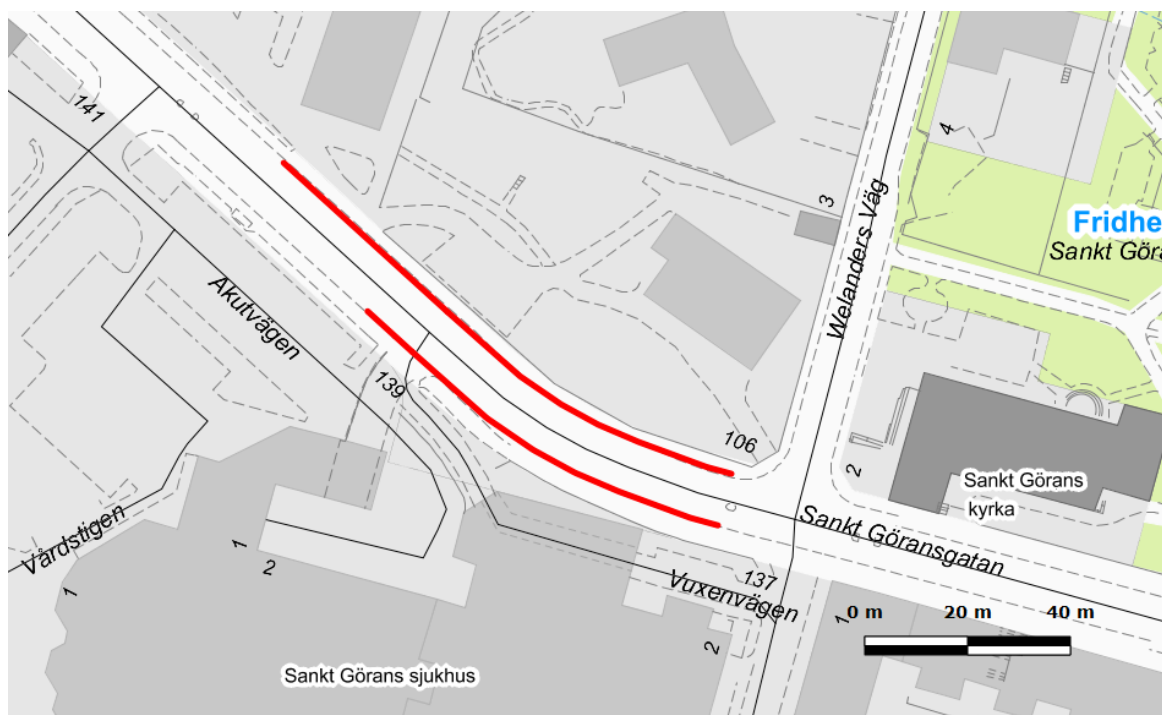 141
4
3
Fridhe
Sankt Göra
Welanders Väg
Akutvägen
139
106
2
Sankt Görans
kyrka
Sankt Göransgatan
Vårdstigen
1
2
137
Vuxenvägen
1
1
2
0 m 20 m 40 m
Sankt Görans sjukhus